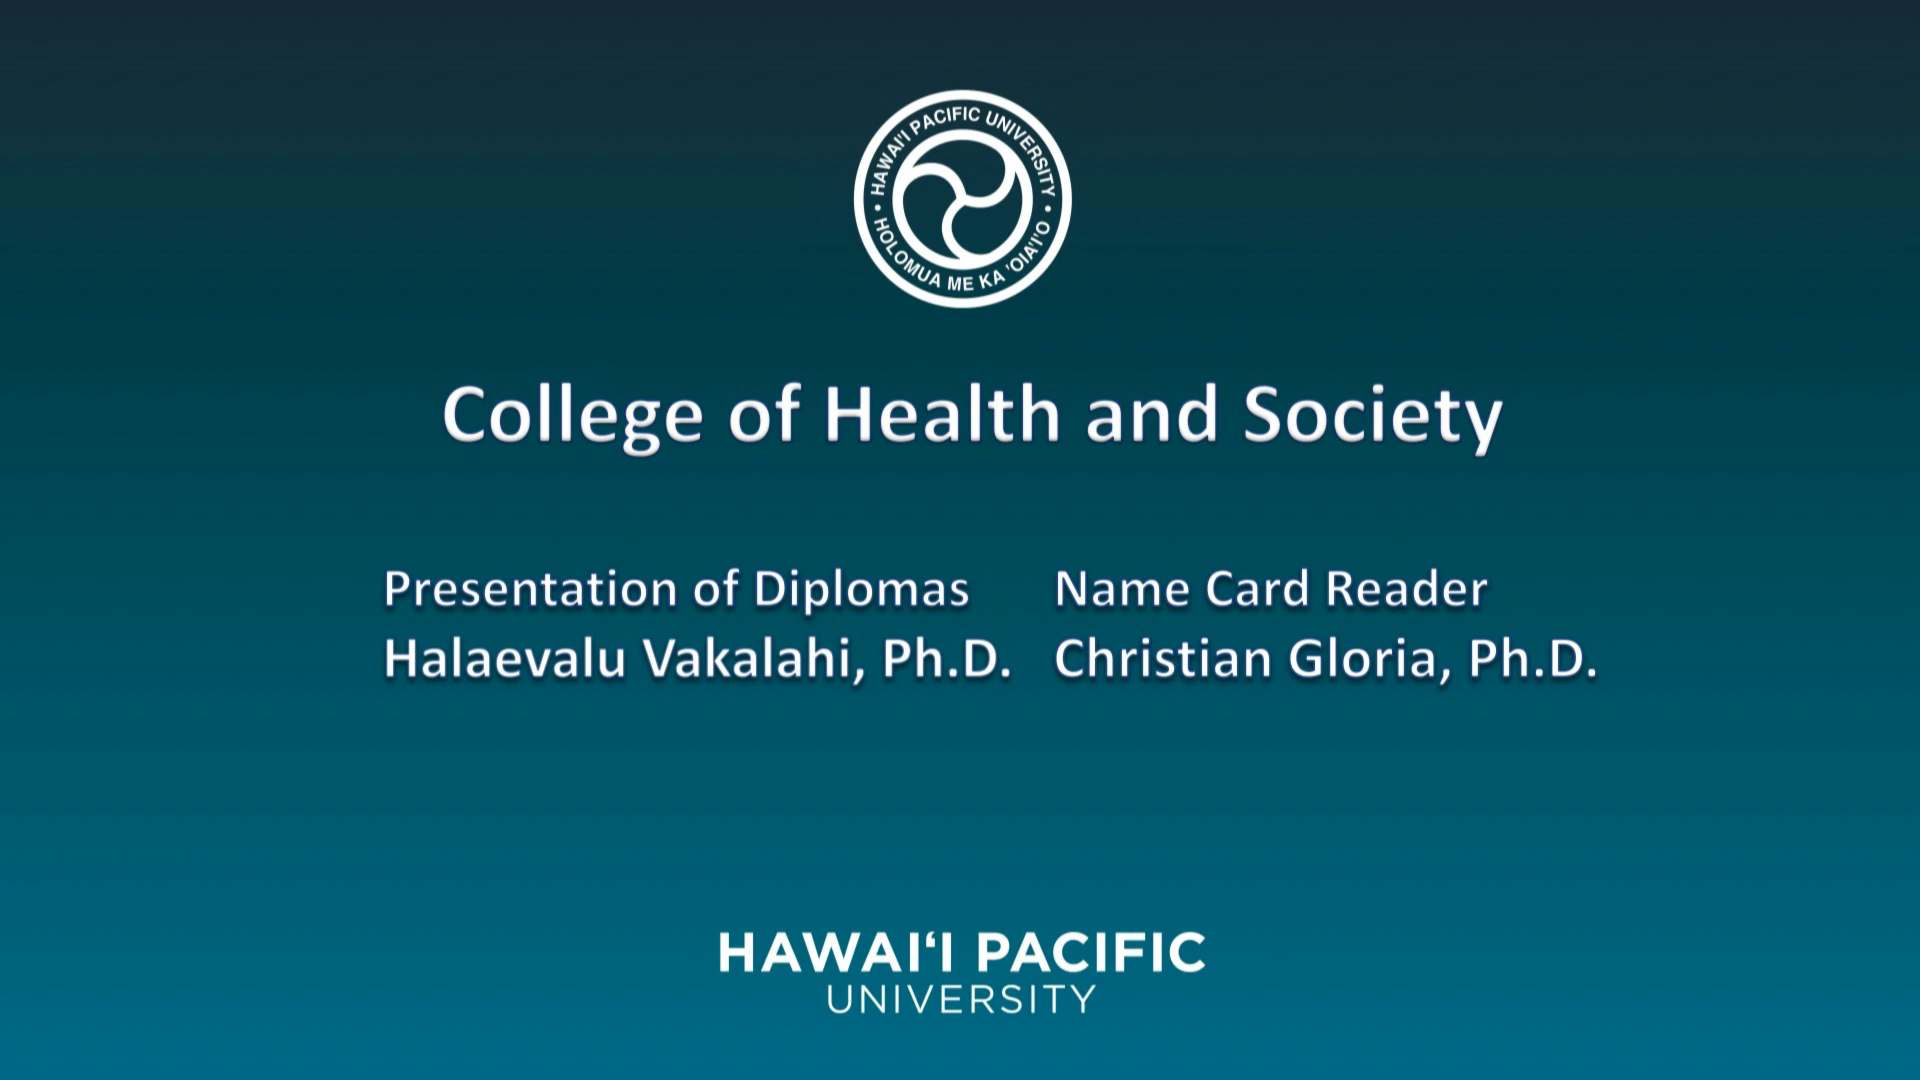 HAWAI'I PACIFIC UNIVERSITY
HOLOMUA ME KA 'OIA'I'O
College of Health and Society
Presentation of Diplomas
Halaevalu Vakalahi, Ph.D.
Name Card Reader
Christian Gloria, Ph.D.
HAWAI‘I PACIFIC
UNIVERSITY